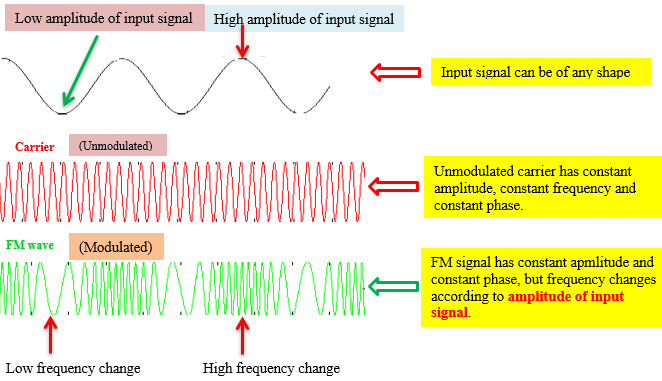 Low amplitude of input signal
High amplitude of input signal
Input signal can be of any shape
Carrier
(Unmodulated)
Unmodulated carrier has constant
amplitude, constant frequency and
constant phase.
FM wave
(Modulated)
FM signal has constant apmlitude and
constant phase, but frequency changes
according to amplitude of input
signal.
Low frequency change
High frequency change